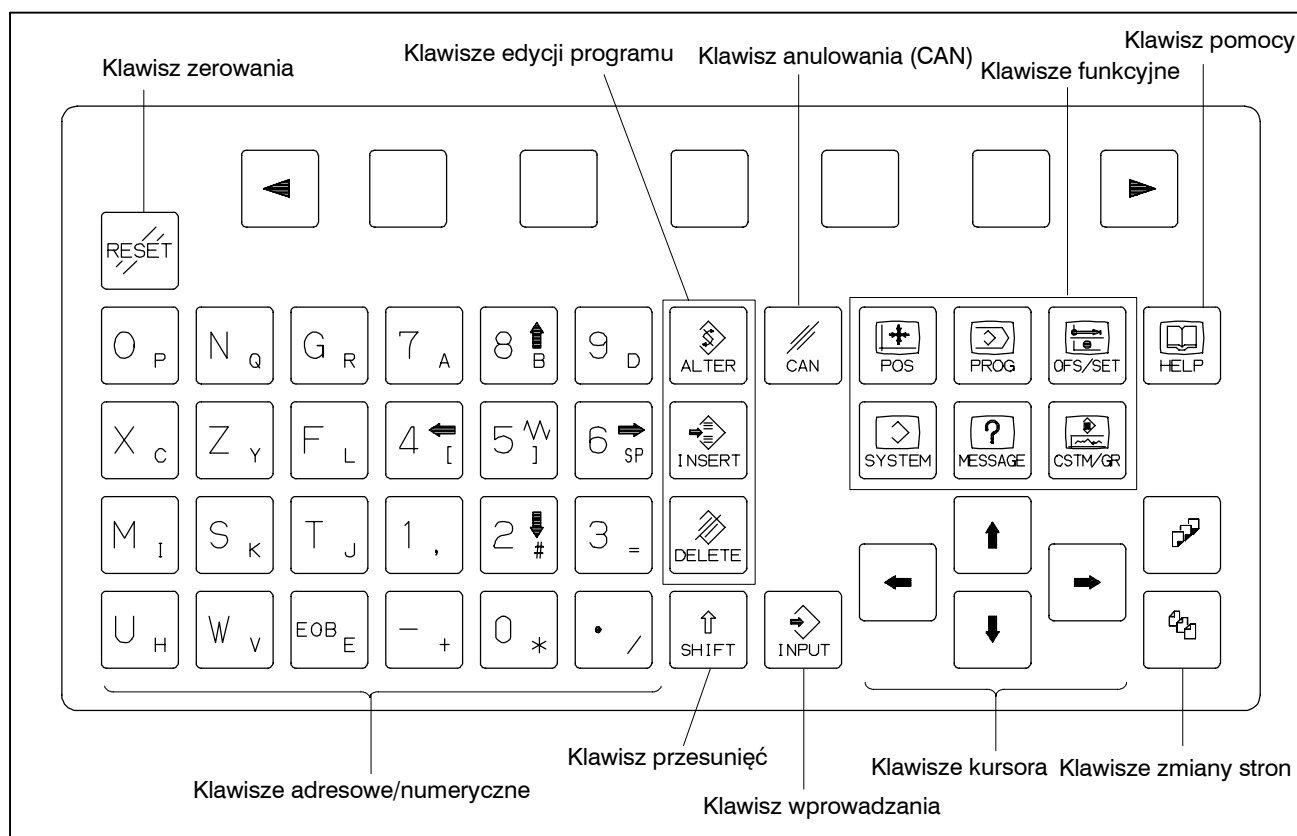 Klawisz zerowania
Klawisze edycji programu
Klawisz anulowania (CAN)
Klawisz pomocy
Klawisze funkcyjne
RESET
O P
N Q
G R
7 A
8 B
9 D
ALTER
CAN
POS
PROG
OFS/SET
HELP
X C
Z Y
F L
4 [
5 ]
6 SP
INSERT
SYSTEM
? MESSAGE
CSTM/GR
M I
S K
T J
1 ,
2 #
3 =
DELETE
U H
W V
EOB E
- +
0 *
. /
SHIFT
INPUT
Klawisz przesunięć
Klawisze kursora
Klawisze zmiany stron
Klawisze adresowe/numeryczne
Klawisz wprowadzania